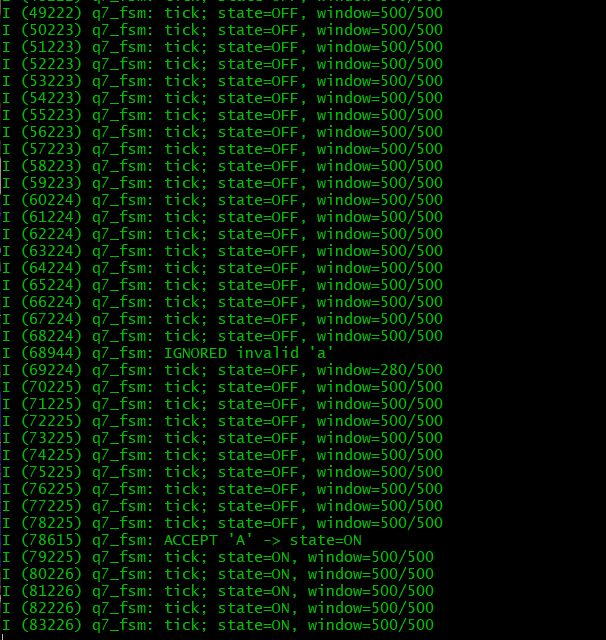 I (49222) q7_fsm: tick; state=OFF, window=500/500
I (50223) q7_fsm: tick; state=OFF, window=500/500
I (51223) q7_fsm: tick; state=OFF, window=500/500
I (52223) q7_fsm: tick; state=OFF, window=500/500
I (53223) q7_fsm: tick; state=OFF, window=500/500
I (54223) q7_fsm: tick; state=OFF, window=500/500
I (55223) q7_fsm: tick; state=OFF, window=500/500
I (56223) q7_fsm: tick; state=OFF, window=500/500
I (57223) q7_fsm: tick; state=OFF, window=500/500
I (58223) q7_fsm: tick; state=OFF, window=500/500
I (59223) q7_fsm: tick; state=OFF, window=500/500
I (60224) q7_fsm: tick; state=OFF, window=500/500
I (61224) q7_fsm: tick; state=OFF, window=500/500
I (62224) q7_fsm: tick; state=OFF, window=500/500
I (63224) q7_fsm: tick; state=OFF, window=500/500
I (64224) q7_fsm: tick; state=OFF, window=500/500
I (65224) q7_fsm: tick; state=OFF, window=500/500
I (66224) q7_fsm: tick; state=OFF, window=500/500
I (67224) q7_fsm: tick; state=OFF, window=500/500
I (68224) q7_fsm: tick; state=OFF, window=500/500
I (68944) q7_fsm: IGNORED invalid 'a'
I (69224) q7_fsm: tick; state=OFF, window=280/500
I (70225) q7_fsm: tick; state=OFF, window=500/500
I (71225) q7_fsm: tick; state=OFF, window=500/500
I (72225) q7_fsm: tick; state=OFF, window=500/500
I (73225) q7_fsm: tick; state=OFF, window=500/500
I (74225) q7_fsm: tick; state=OFF, window=500/500
I (75225) q7_fsm: tick; state=OFF, window=500/500
I (76225) q7_fsm: tick; state=OFF, window=500/500
I (77225) q7_fsm: tick; state=OFF, window=500/500
I (78225) q7_fsm: tick; state=OFF, window=500/500
I (78615) q7_fsm: ACCEPT 'A' -> state=ON
I (79225) q7_fsm: tick; state=ON, window=500/500
I (80226) q7_fsm: tick; state=ON, window=500/500
I (81226) q7_fsm: tick; state=ON, window=500/500
I (82226) q7_fsm: tick; state=ON, window=500/500
I (83226) q7_fsm: tick; state=ON, window=500/500